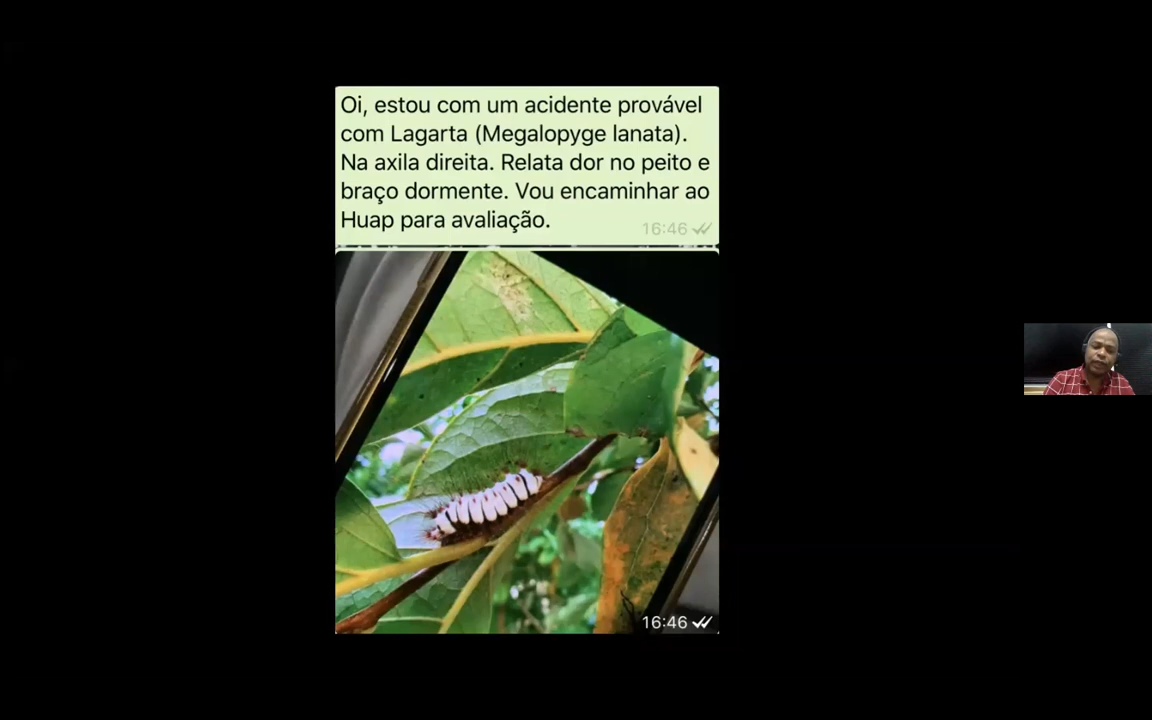 Oi, estou com um acidente provável
com Lagarta (Megalopyge lanata).
Na axila direita. Relata dor no peito e
braço dormente. Vou encaminhar ao
Huap para avaliação.
16:46
16:46